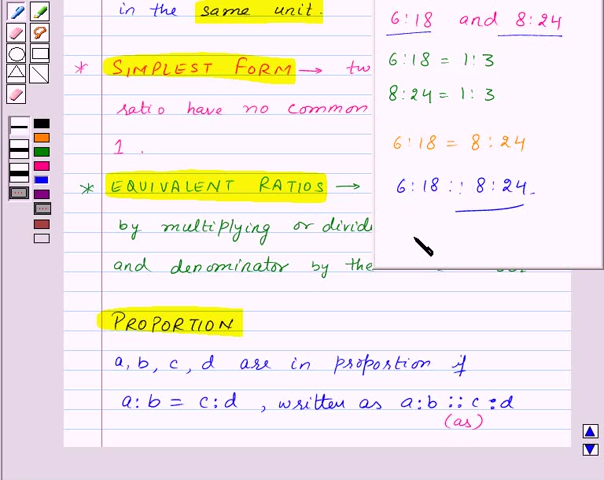 in the same unit.
* SIMPLEST FORM → tw
ratio have no common
1.
* EQUIVALENT RATIOS →
by multiplying or divid
and denominator by the
PROPORTION
a, b, c, d are in proportion if
a:b = c:d, written as a:b :: c:d
(as)
6:18 and 8:24
6:18 = 1:3
8:24 = 1:3
6:18 = 8:24
6:18 :: 8:24.